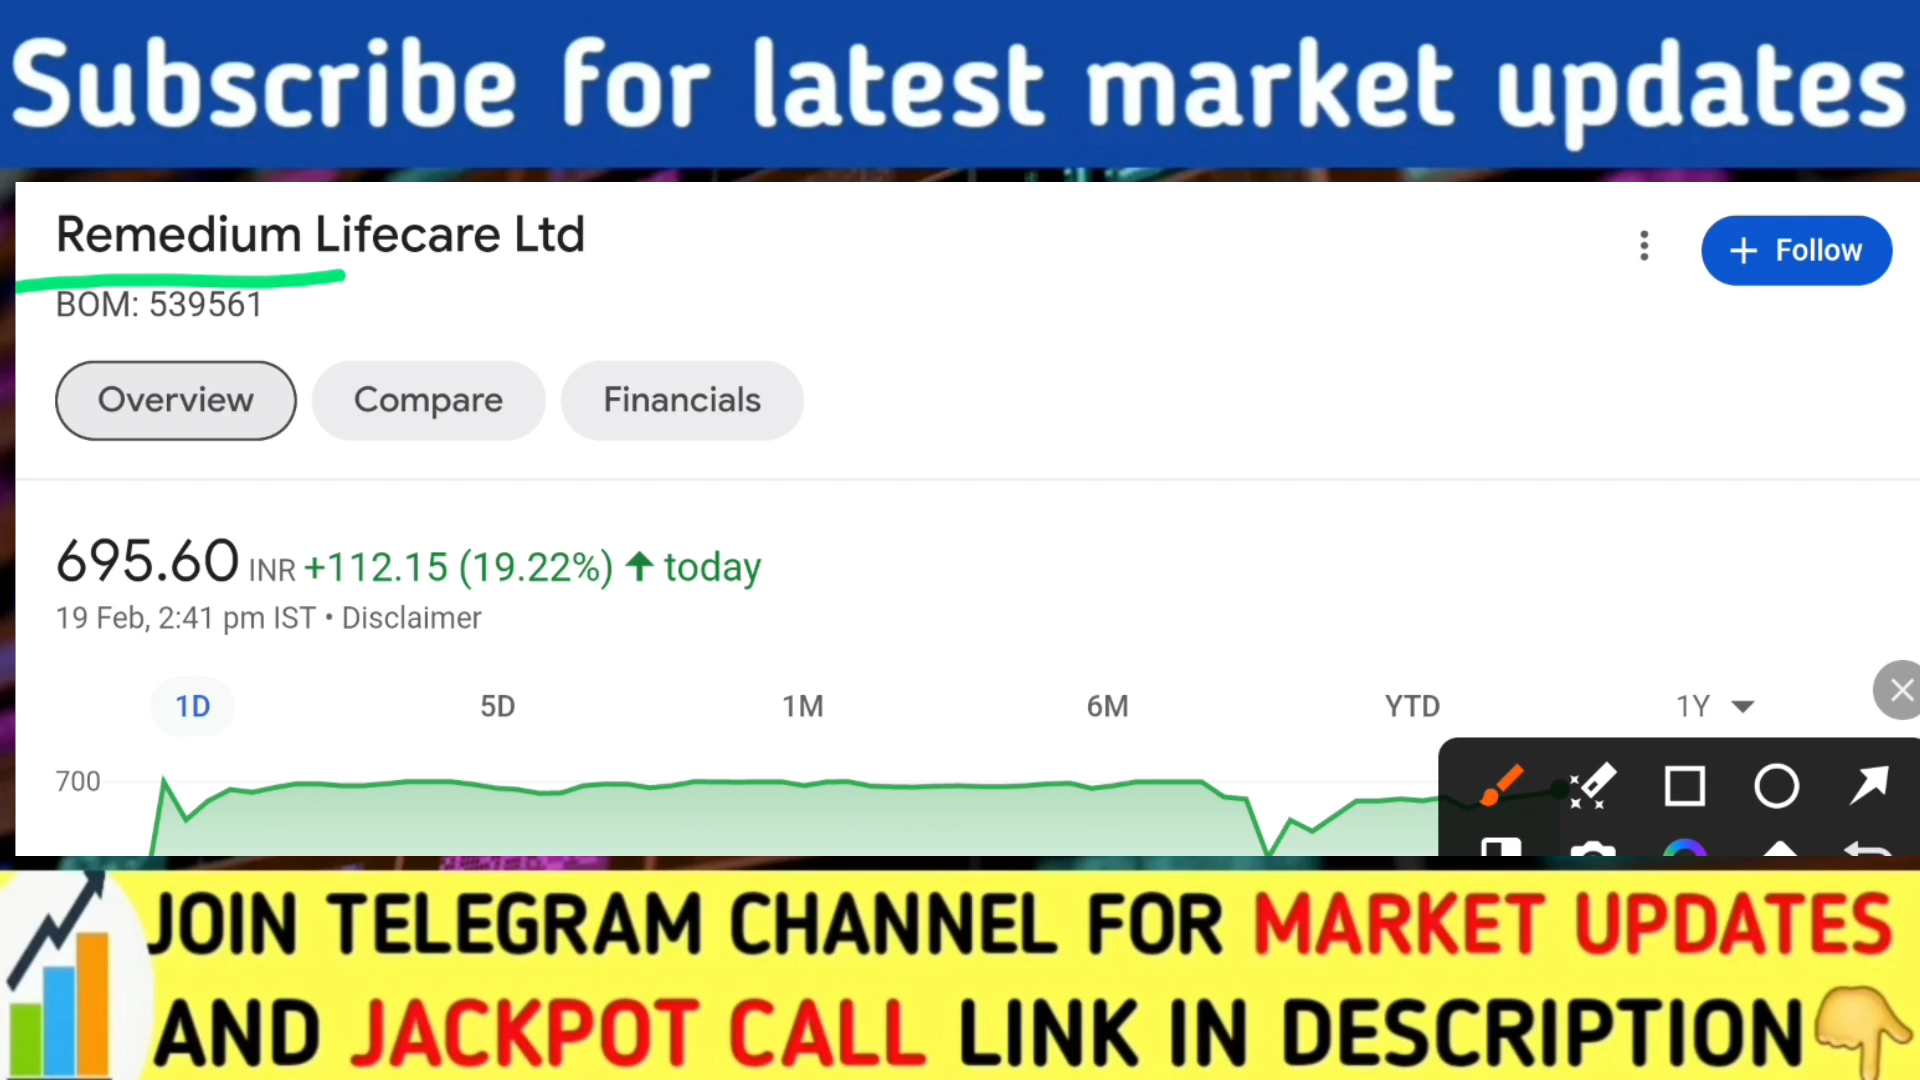 Subscribe for latest market updates
Remedium Lifecare Ltd
+ Follow
BOM: 539561
Overview Compare Financials
695.60 INR +112.15 (19.22%) ↑ today
19 Feb, 2:41 pm IST • Disclaimer
1D 5D 1M 6M YTD 1Y
700
JOIN TELEGRAM CHANNEL FOR MARKET UPDATES
AND JACKPOT CALL LINK IN DESCRIPTION👇